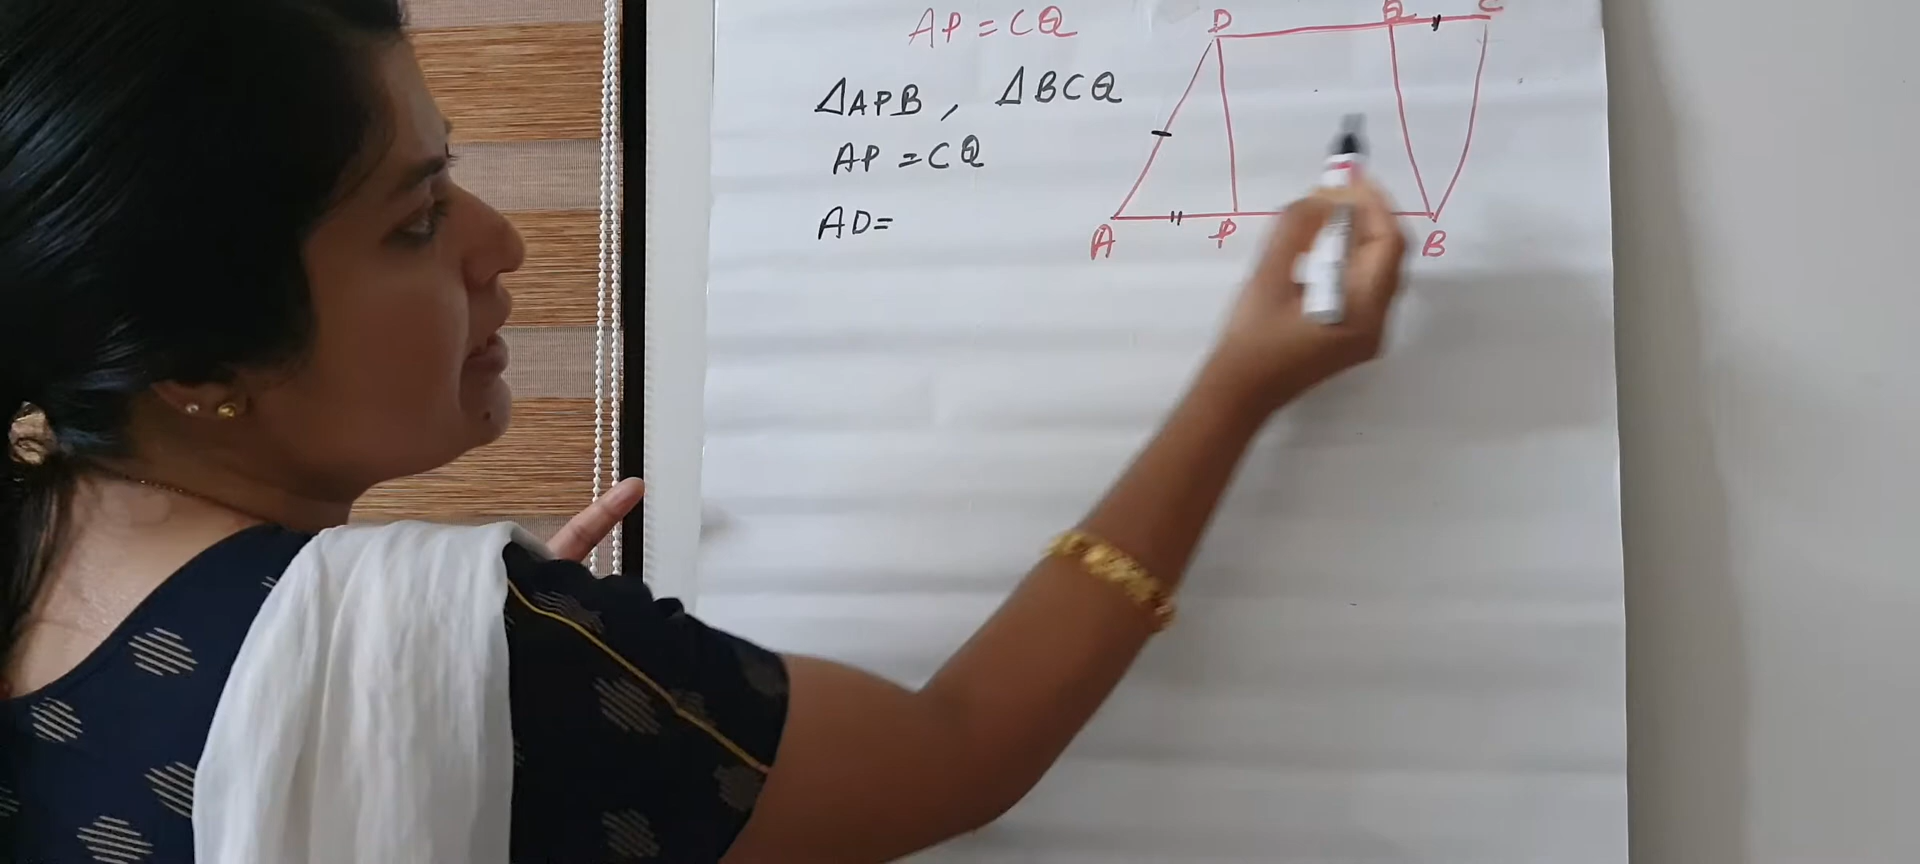 AP = CQ
ΔAPB, ΔBCQ
AP = CQ
AD=
D Q C
A P B